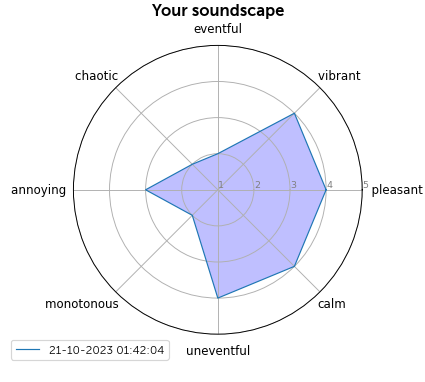 Your soundscape
eventful
chaotic
vibrant
annoying
1 2 3 4 5
pleasant
monotonous
calm
uneventful
21-10-2023 01:42:04